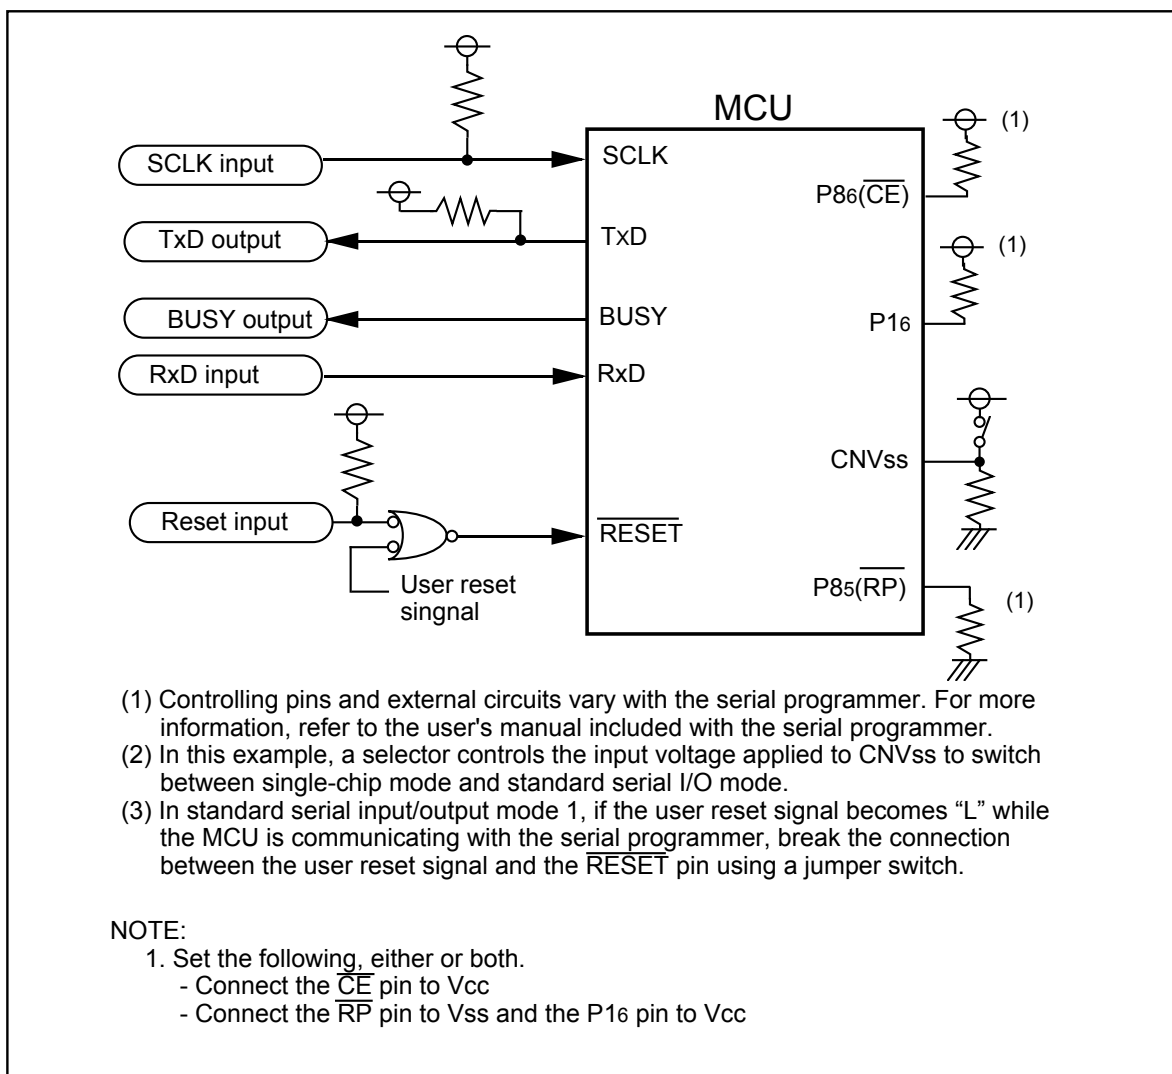 MCU
(1)
SCLK input
SCLK
P86(CE)
TxD output
TxD
(1)
BUSY output
BUSY
P16
RxD input
RxD
CNVss
Reset input
RESET
User reset
singnal
P85(RP)
(1)
(1) Controlling pins and external circuits vary with the serial programmer. For more
information, refer to the user's manual included with the serial programmer.
(2) In this example, a selector controls the input voltage applied to CNVss to switch
between single-chip mode and standard serial I/O mode.
(3) In standard serial input/output mode 1, if the user reset signal becomes “L” while
the MCU is communicating with the serial programmer, break the connection
between the user reset signal and the RESET pin using a jumper switch.
NOTE:
1. Set the following, either or both.
- Connect the CE pin to Vcc
- Connect the RP pin to Vss and the P16 pin to Vcc